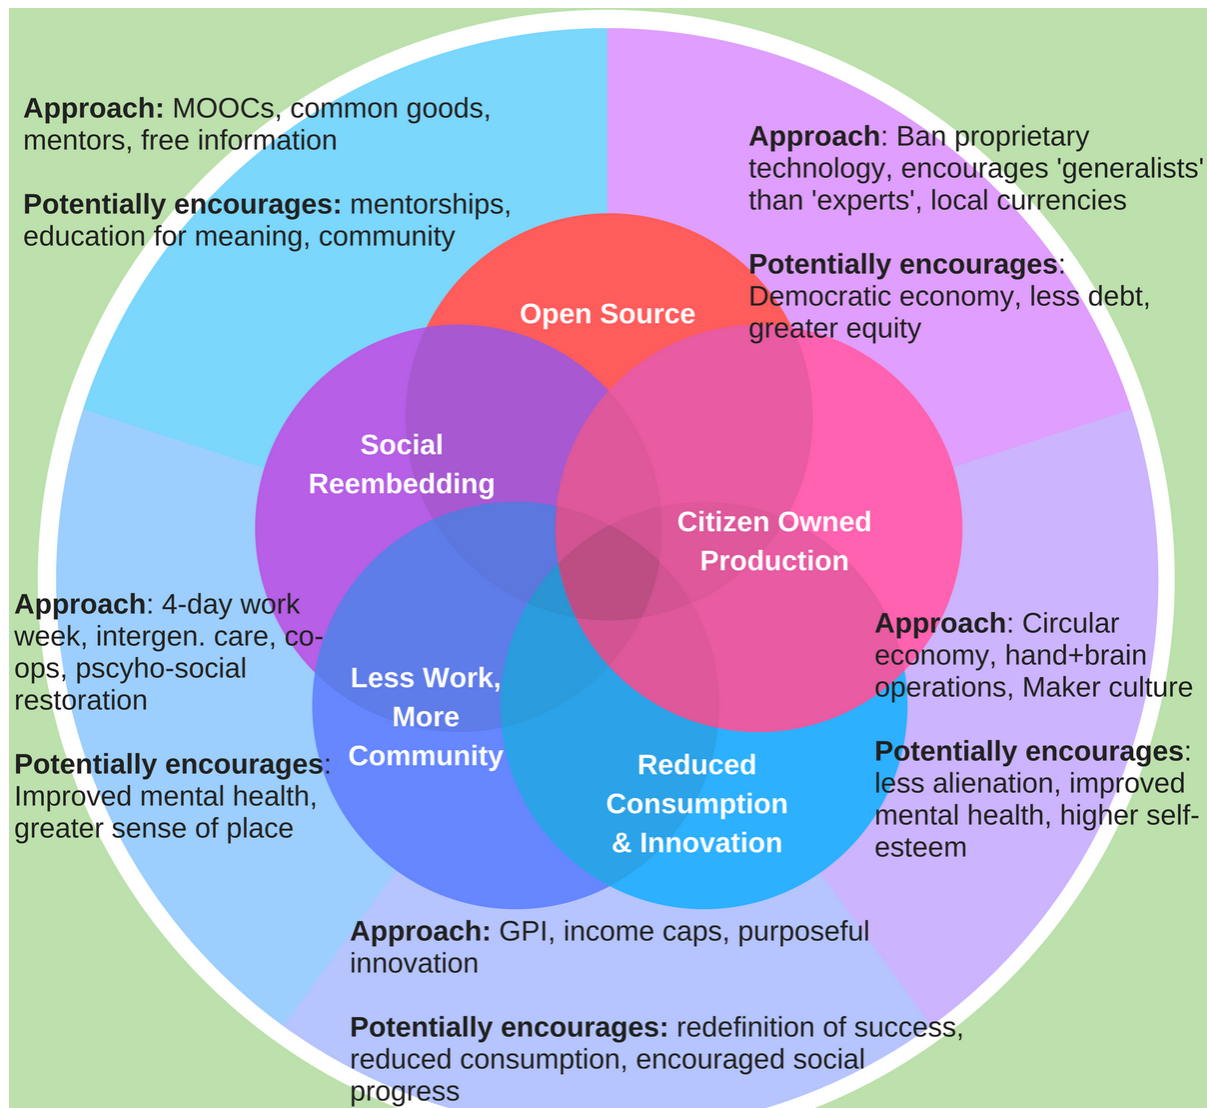 Approach: MOOCs, common goods,
mentors, free information
Potentially encourages: mentorships,
education for meaning, community
Approach: Ban proprietary
technology, encourages 'generalists'
than 'experts', local currencies
Potentially encourages:
Democratic economy, less debt,
greater equity
Open Source
Social
Reembedding
Citizen Owned
Production
Less Work,
More
Community
Reduced
Consumption
& Innovation
Approach: 4-day work
week, intergen. care, co-
ops, pscyho-social
restoration
Potentially encourages:
Improved mental health,
greater sense of place
Approach: Circular
economy, hand+brain
operations, Maker culture
Potentially encourages:
less alienation, improved
mental health, higher self-
esteem
Approach: GPI, income caps, purposeful
innovation
Potentially encourages: redefinition of success,
reduced consumption, encouraged social
progress